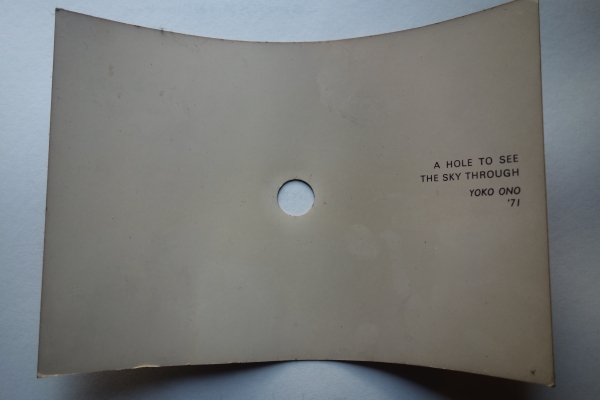 A HOLE TO SEE
THE SKY THROUGH
YOKO ONO
'71